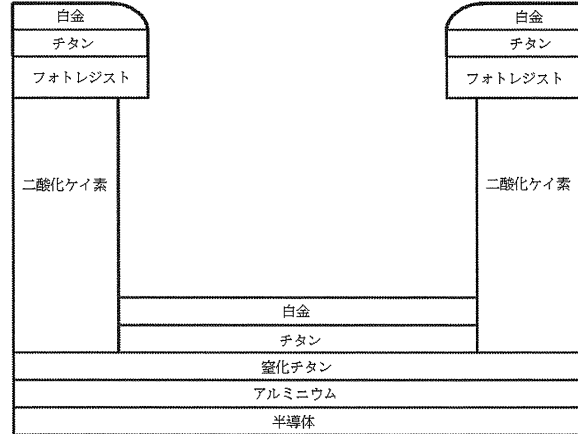 白金
白金
チタン
チタン
フォトレジスト
フォトレジスト
二酸化ケイ素
二酸化ケイ素
白金
チタン
窒化チタン
アルミニウム
半導体